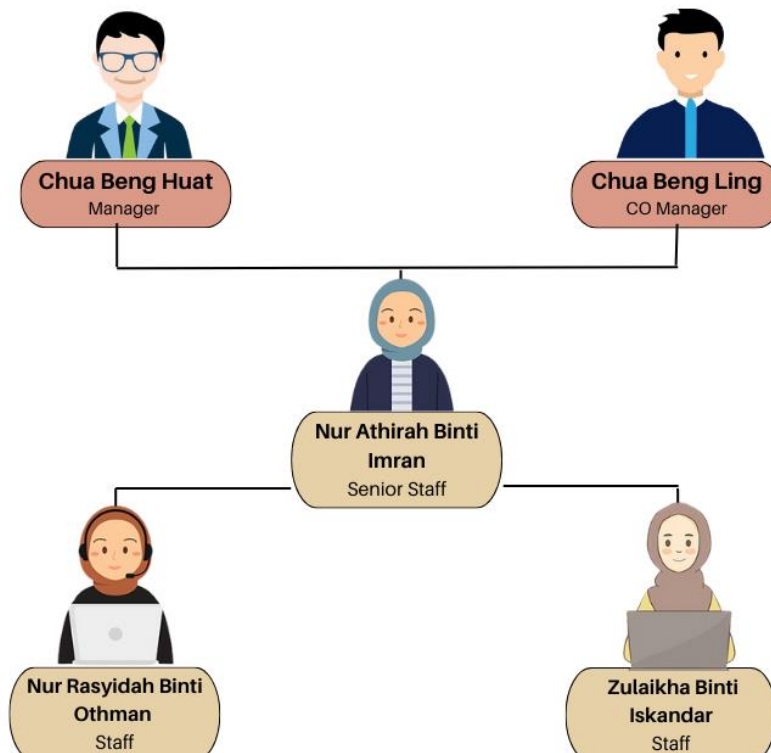 Chua Beng Huat
Manager
Chua Beng Ling
CO Manager
Nur Athirah Binti
Imran
Senior Staff
Nur Rasyidah Binti
Othman
Staff
Zulaikha Binti
Iskandar
Staff